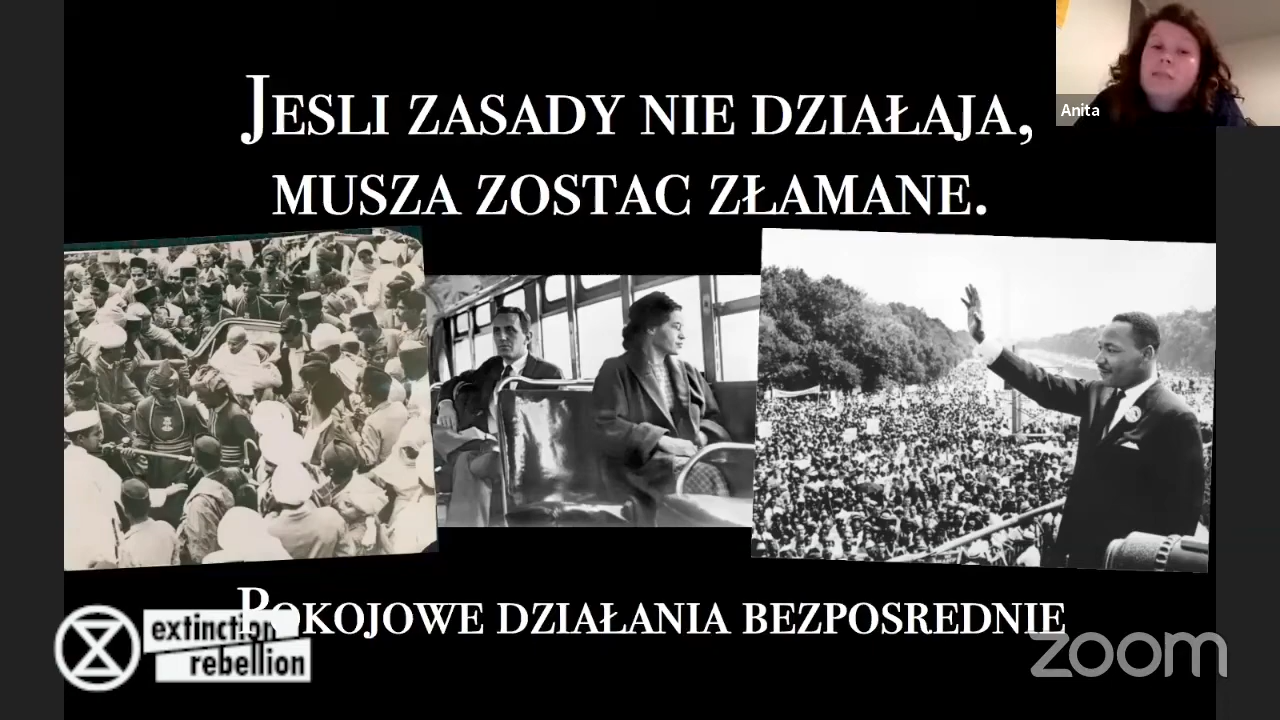 JESLI ZASADY NIE DZIAŁAJA,
MUSZA ZOSTAC ZŁAMANE.
Anita
POKOJOWE DZIAŁANIA BEZPOSREDNIE
extinction
rebellion
zoom